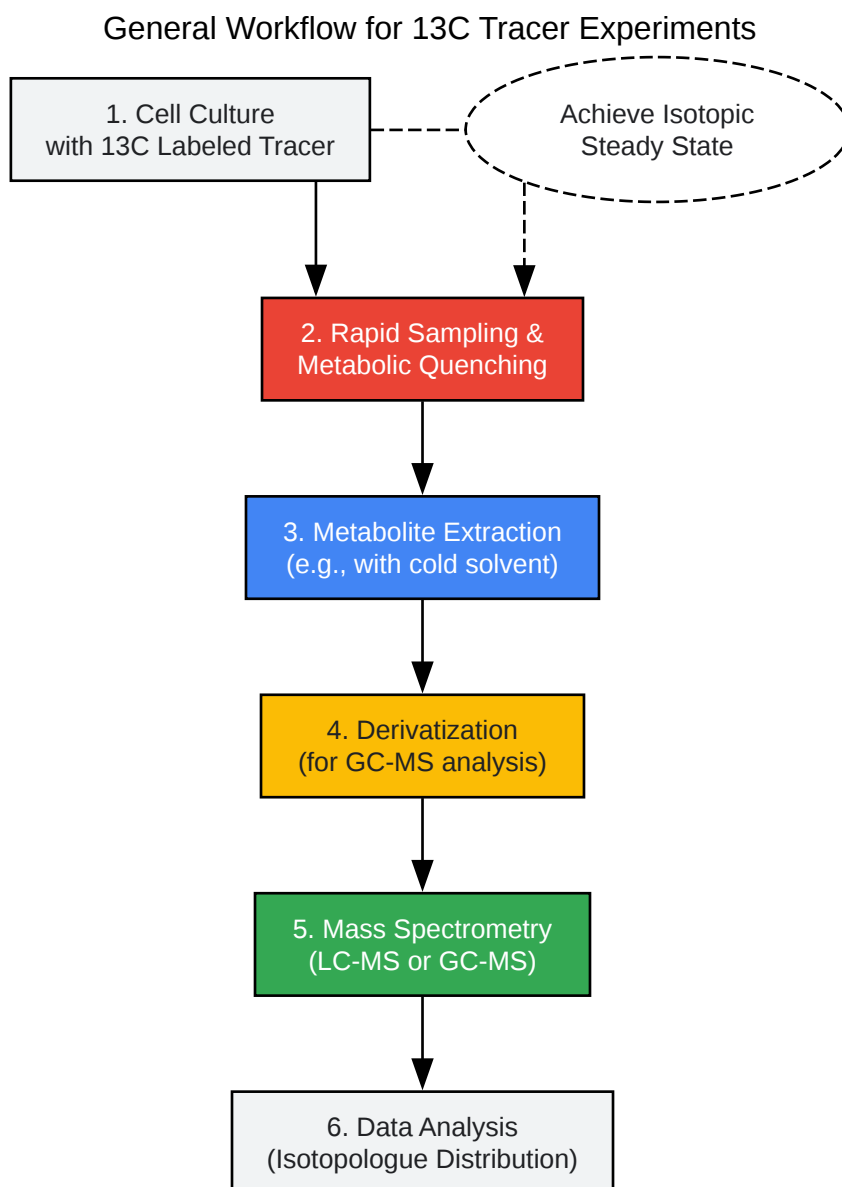 General Workflow for 13C Tracer Experiments
1. Cell Culture
with 13C Labeled Tracer
Achieve Isotopic
Steady State
2. Rapid Sampling &
Metabolic Quenching
3. Metabolite Extraction
(e.g., with cold solvent)
4. Derivatization
(for GC-MS analysis)
5. Mass Spectrometry
(LC-MS or GC-MS)
6. Data Analysis
(Isotopologue Distribution)